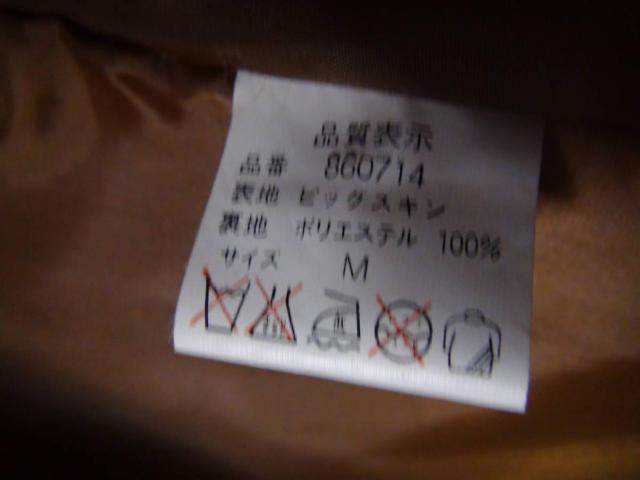 品質表示
品番 860714
表地 ピッグスキン
裏地 ポリエステル 100%
サイズ M